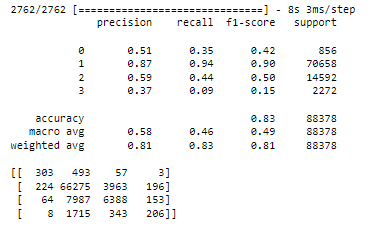 2762/2762 [==============================] - 8s 3ms/step
precision recall f1-score support
0 0.51 0.35 0.42 856
1 0.87 0.94 0.90 70658
2 0.59 0.44 0.50 14592
3 0.37 0.09 0.15 2272
accuracy 0.83 88378
macro avg 0.58 0.46 0.49 88378
weighted avg 0.81 0.83 0.81 88378
[[ 303 493 57 3]
[ 224 66275 3963 196]
[ 64 7987 6388 153]
[ 8 1715 343 206]]